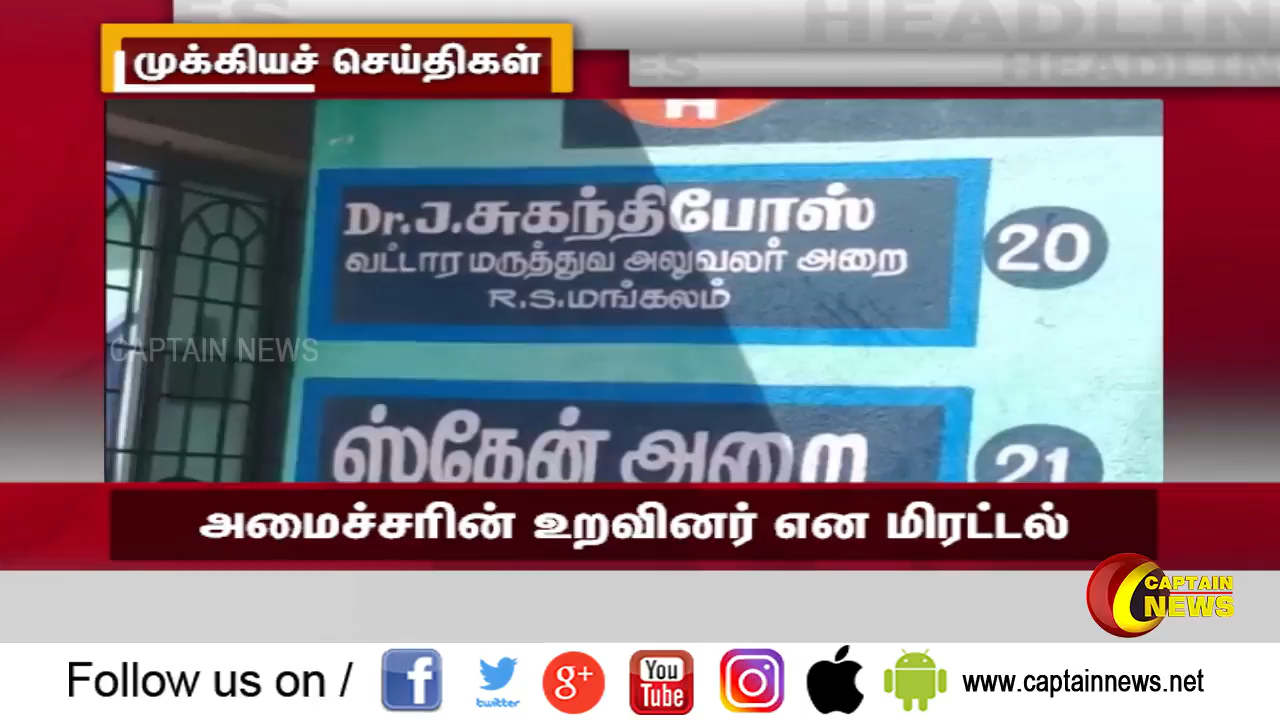 HEADLINES
HEADLINES
முக்கியச் செய்திகள்
H
Dr.J.சுகந்திபோஸ்
வட்டார மருத்துவ அலுவலர் அறை
R.S.மங்கலம்
20
CAPTAIN NEWS
ஸ்கேன் அறை
21
அமைச்சரின் உறவினர் என மிரட்டல்
CAPTAIN
NEWS
Follow us on / twitter g+ You Tube www.captainnews.net